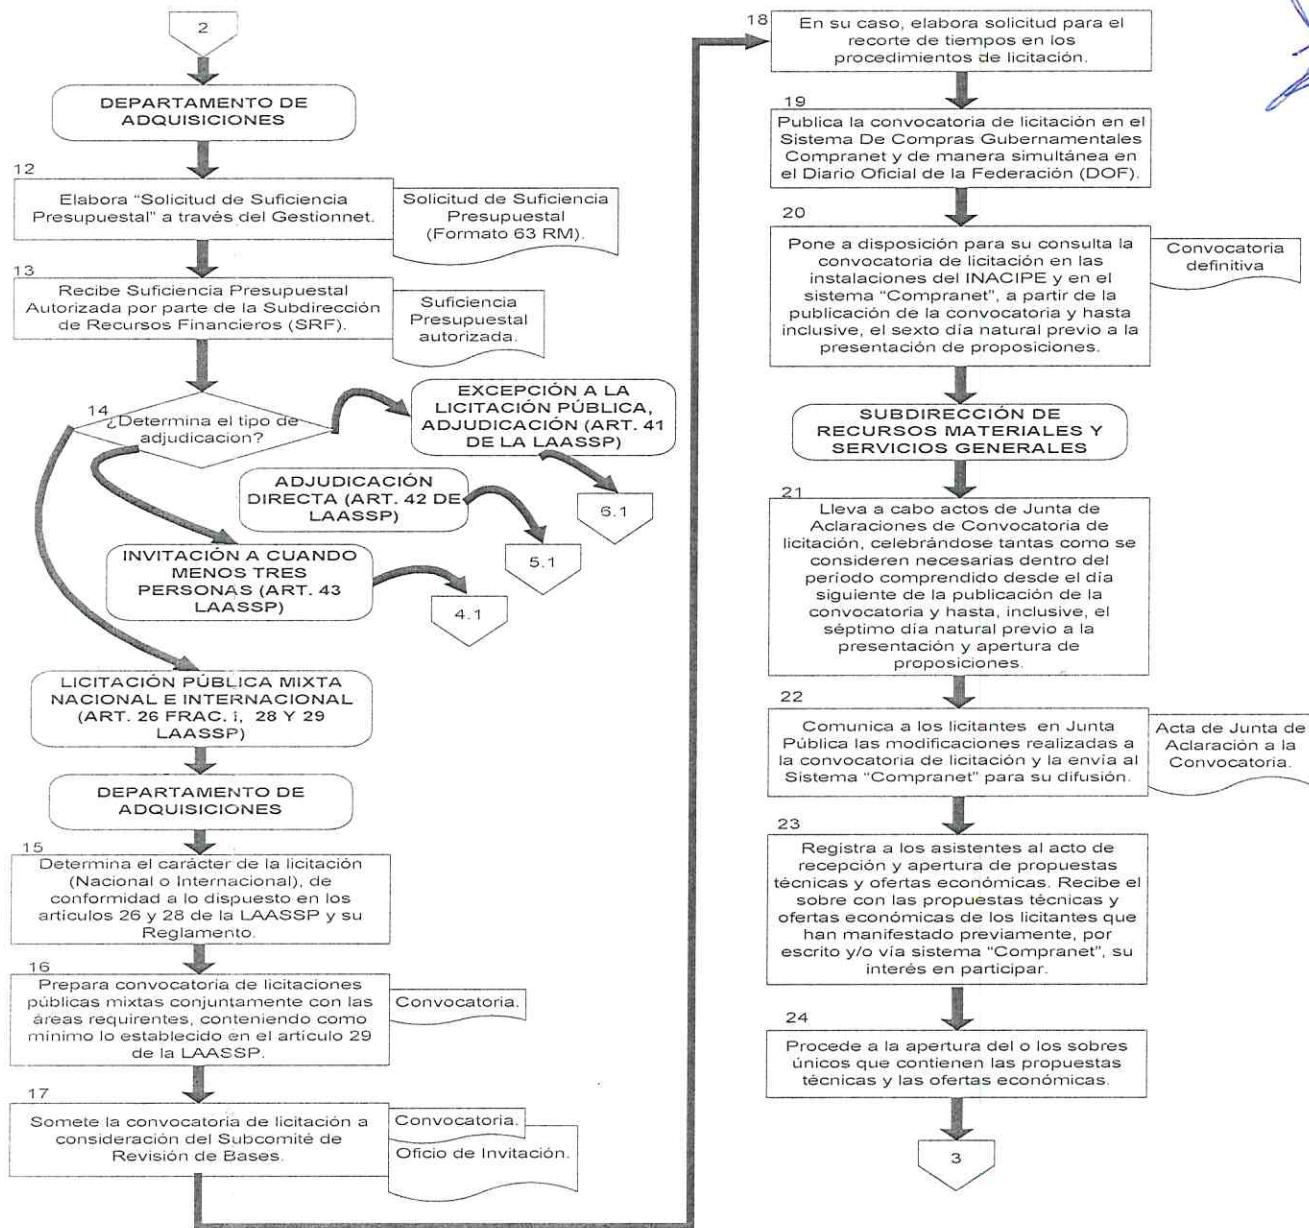 2
DEPARTAMENTO DE
ADQUISICIONES
12
Elabora “Solicitud de Suficiencia
Presupuestal” a través del Gestionnet.
Solicitud de Suficiencia
Presupuestal
(Formato 63 RM).
13
Recibe Suficiencia Presupuestal
Autorizada por parte de la Subdirección
de Recursos Financieros (SRF).
Suficiencia
Presupuestal
autorizada.
14
¿Determina el tipo de
adjudicacion?
EXCEPCIÓN A LA
LICITACIÓN PÚBLICA,
ADJUDICACIÓN (ART. 41
DE LA LAASSP)
6.1
ADJUDICACIÓN
DIRECTA (ART. 42 DE
LAASSP)
5.1
INVITACIÓN A CUANDO
MENOS TRES
PERSONAS (ART. 43
LAASSP)
4.1
LICITACIÓN PÚBLICA MIXTA
NACIONAL E INTERNACIONAL
(ART. 26 FRAC. i, 28 Y 29
LAASSP)
DEPARTAMENTO DE
ADQUISICIONES
15
Determina el carácter de la licitación
(Nacional o Internacional), de
conformidad a lo dispuesto en los
artículos 26 y 28 de la LAASSP y su
Reglamento.
16
Prepara convocatoria de licitaciones
públicas mixtas conjuntamente con las
áreas requirentes, conteniendo como
mínimo lo establecido en el artículo 29
de la LAASSP.
Convocatoria.
17
Somete la convocatoria de licitación a
consideración del Subcomité de
Revisión de Bases.
Convocatoria.
Oficio de Invitación.
18
En su caso, elabora solicitud para el
recorte de tiempos en los
procedimientos de licitación.
19
Publica la convocatoria de licitación en el
Sistema De Compras Gubernamentales
Compranet y de manera simultánea en
el Diario Oficial de la Federación (DOF).
20
Pone a disposición para su consulta la
convocatoria de licitación en las
instalaciones del INACIPE y en el
sistema “Compranet”, a partir de la
publicación de la convocatoria y hasta
inclusive, el sexto día natural previo a la
presentación de proposiciones.
Convocatoria
definitiva
SUBDIRECCIÓN DE
RECURSOS MATERIALES Y
SERVICIOS GENERALES
21
Lleva a cabo actos de Junta de
Aclaraciones de Convocatoria de
licitación, celebrándose tantas como se
consideren necesarias dentro del
período comprendido desde el día
siguiente de la publicación de la
convocatoria y hasta, inclusive, el
séptimo día natural previo a la
presentación y apertura de
proposiciones.
22
Comunica a los licitantes en Junta
Pública las modificaciones realizadas a
la convocatoria de licitación y la envía al
Sistema “Compranet” para su difusión.
Acta de Junta de
Aclaración a la
Convocatoria.
23
Registra a los asistentes al acto de
recepción y apertura de propuestas
técnicas y ofertas económicas. Recibe el
sobre con las propuestas técnicas y
ofertas económicas de los licitantes que
han manifestado previamente, por
escrito y/o vía sistema “Compranet”, su
interés en participar.
24
Procede a la apertura del o los sobres
únicos que contienen las propuestas
técnicas y las ofertas económicas.
3